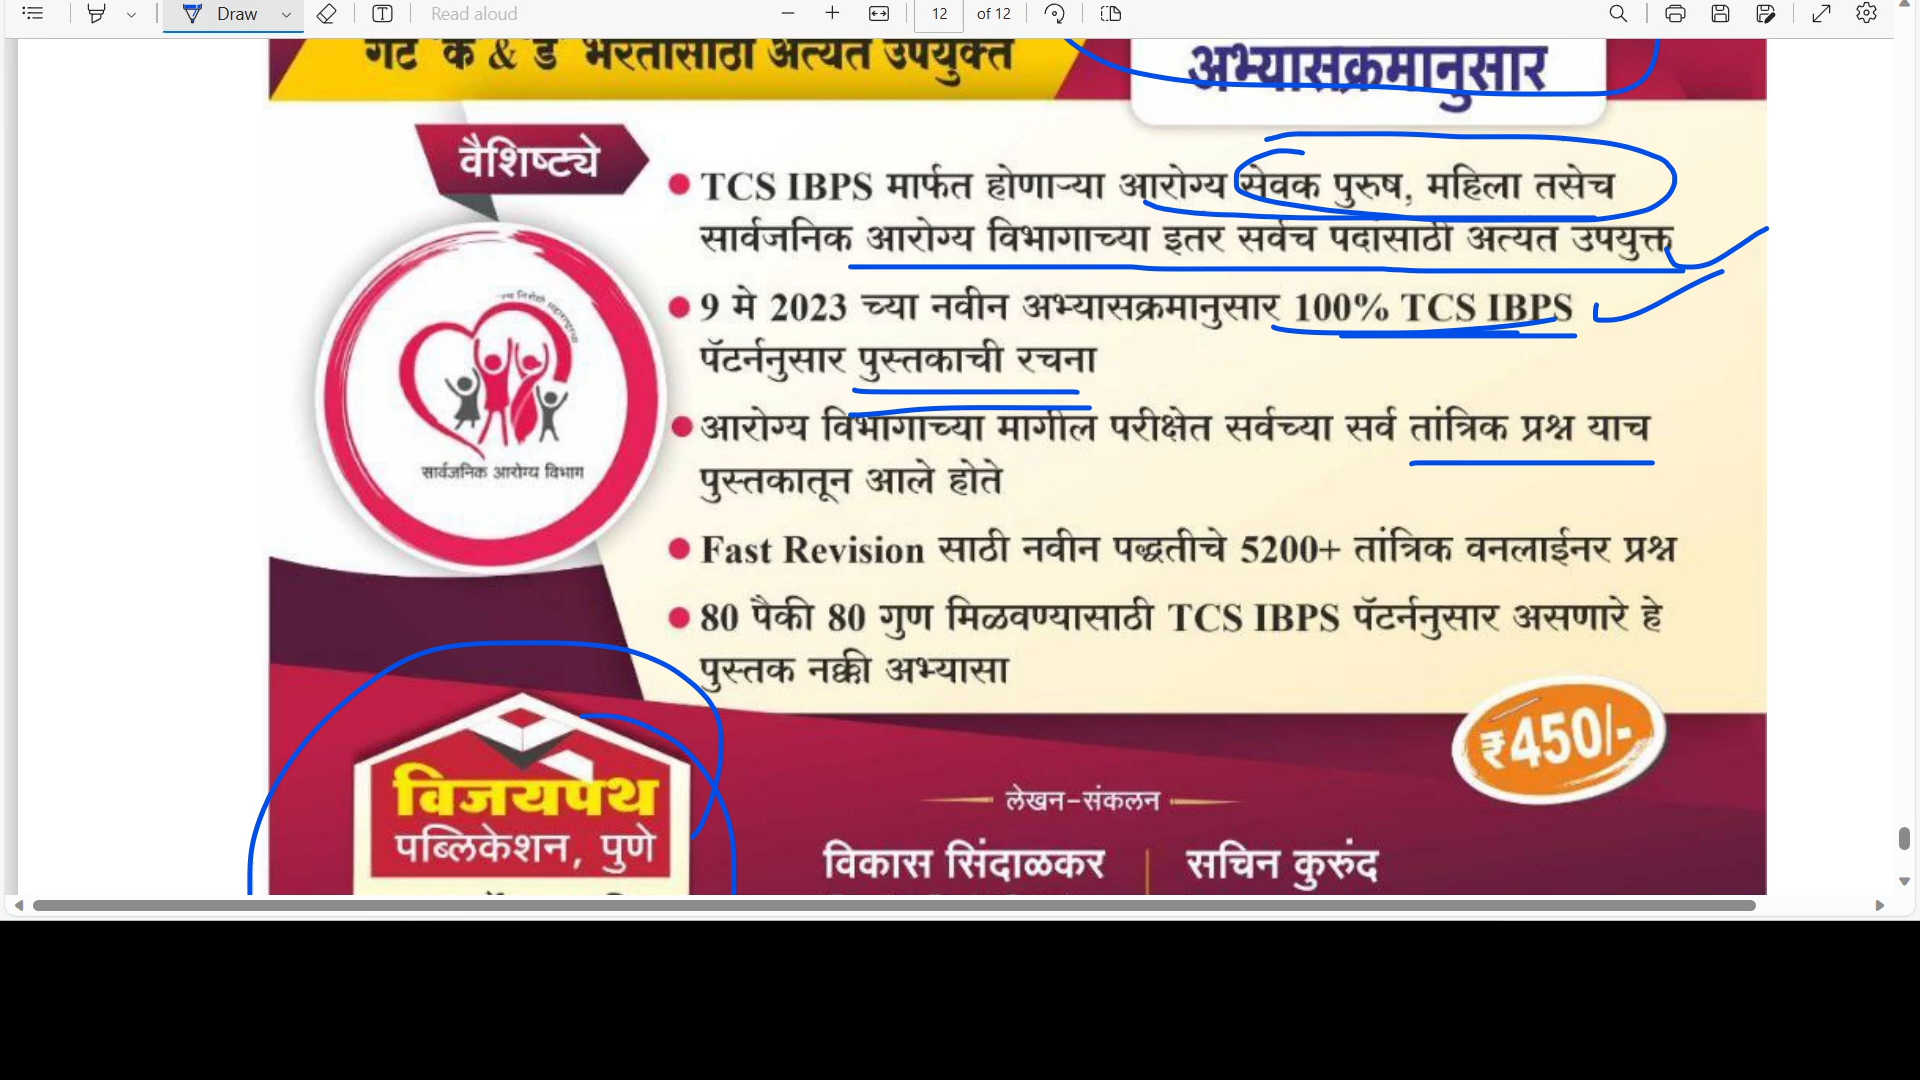 Draw
Read aloud
12
of 12
गट 'क' & 'ड' भरतीसाठी अत्यंत उपयुक्त
अभ्यासक्रमानुसार
वैशिष्ट्ये
TCS IBPS मार्फत होणाऱ्या आरोग्य सेवक पुरुष, महिला तसेच
सार्वजनिक आरोग्य विभागाच्या इतर सर्वच पदांसाठी अत्यंत उपयुक्त
9 मे 2023 च्या नवीन अभ्यासक्रमानुसार 100% TCS IBPS
पॅटर्ननुसार पुस्तकाची रचना
आरोग्य विभागाच्या मागील परीक्षेत सर्वच्या सर्व तांत्रिक प्रश्न याच
पुस्तकातून आले होते
Fast Revision साठी नवीन पद्धतीचे 5200+ तांत्रिक वनलाईनर प्रश्न
80 पैकी 80 गुण मिळवण्यासाठी TCS IBPS पॅटर्ननुसार असणारे हे
पुस्तक नक्की अभ्यासा
सार्वजनिक आरोग्य विभाग
₹450/-
विजयपथ
पब्लिकेशन, पुणे
लेखन-संकलन
विकास सिंदाळकर
सचिन कुरुंद